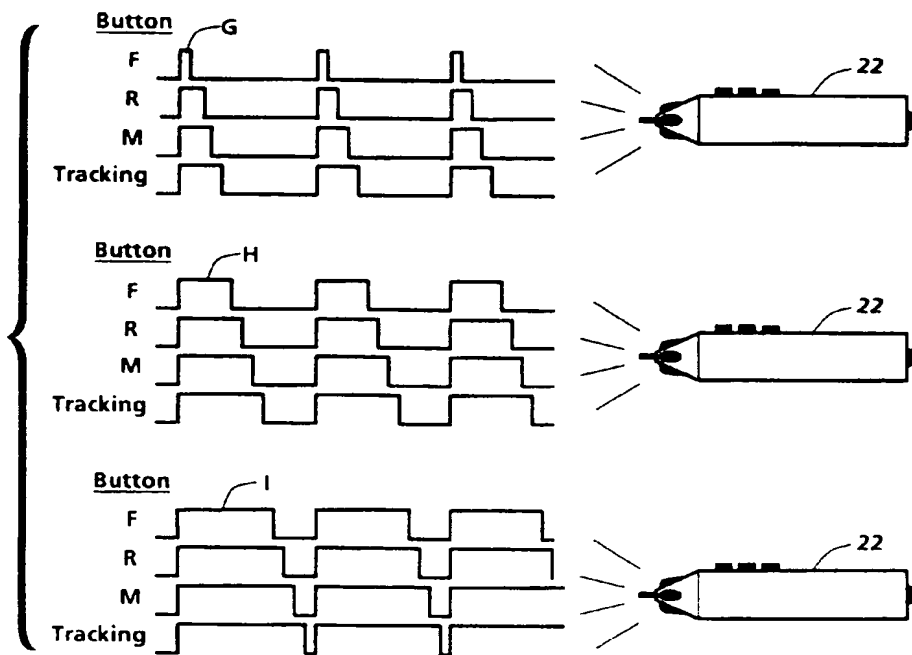 Button
G
F
R
M
Tracking
22
Button
H
F
R
M
Tracking
22
Button
I
F
R
M
Tracking
22